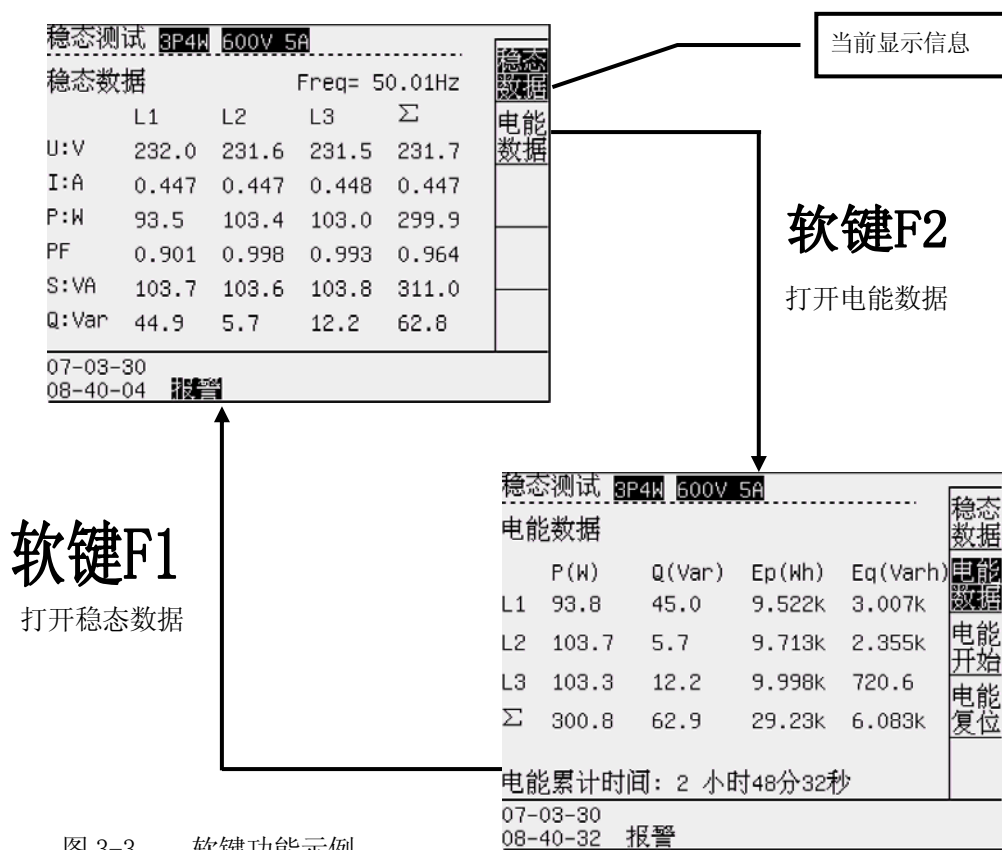 稳态测试 3P4W 600V 5A
稳态数据 Freq= 50.01Hz
L1 L2 L3 Σ
U:V 232.0 231.6 231.5 231.7
I:A 0.447 0.447 0.448 0.447
P:W 93.5 103.4 103.0 299.9
PF 0.901 0.998 0.993 0.964
S:VA 103.7 103.6 103.8 311.0
Q:Var 44.9 5.7 12.2 62.8
07-03-30
08-40-04 报警
稳态
数据
电能
数据
当前显示信息
软键F2
打开电能数据
软键F1
打开稳态数据
稳态测试 3P4W 600V 5A
电能数据
P(W) Q(Var) Ep(Wh) Eq(Varh)
L1 93.8 45.0 9.522k 3.007k
L2 103.7 5.7 9.713k 2.355k
L3 103.3 12.2 9.998k 720.6
Σ 300.8 62.9 29.23k 6.083k
电能累计时间: 2 小时48分32秒
07-03-30
08-40-32 报警
稳态
数据
电能
数据
电能
开始
电能
复位
图 3-3 软键功能示例